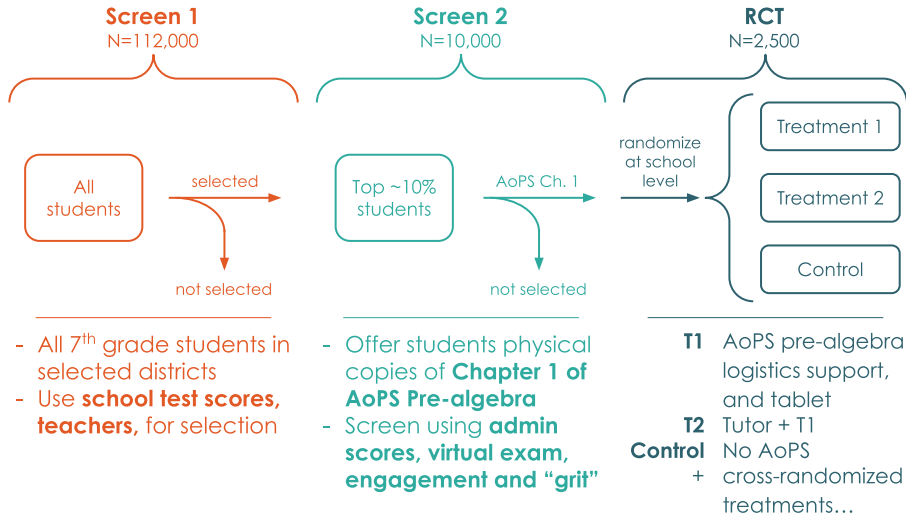 Screen 1
N=112,000
All
students
selected
not selected
- All 7th grade students in
selected districts
- Use school test scores,
teachers, for selection
Screen 2
N=10,000
Top ~10%
students
AoPS Ch. 1
not selected
- Offer students physical
copies of Chapter 1 of
AoPS Pre-algebra
- Screen using admin
scores, virtual exam,
engagement and “grit”
RCT
N=2,500
randomize
at school
level
Treatment 1
Treatment 2
Control
T1 AoPS pre-algebra
logistics support,
and tablet
T2 Tutor + T1
Control No AoPS
+ cross-randomized
treatments…